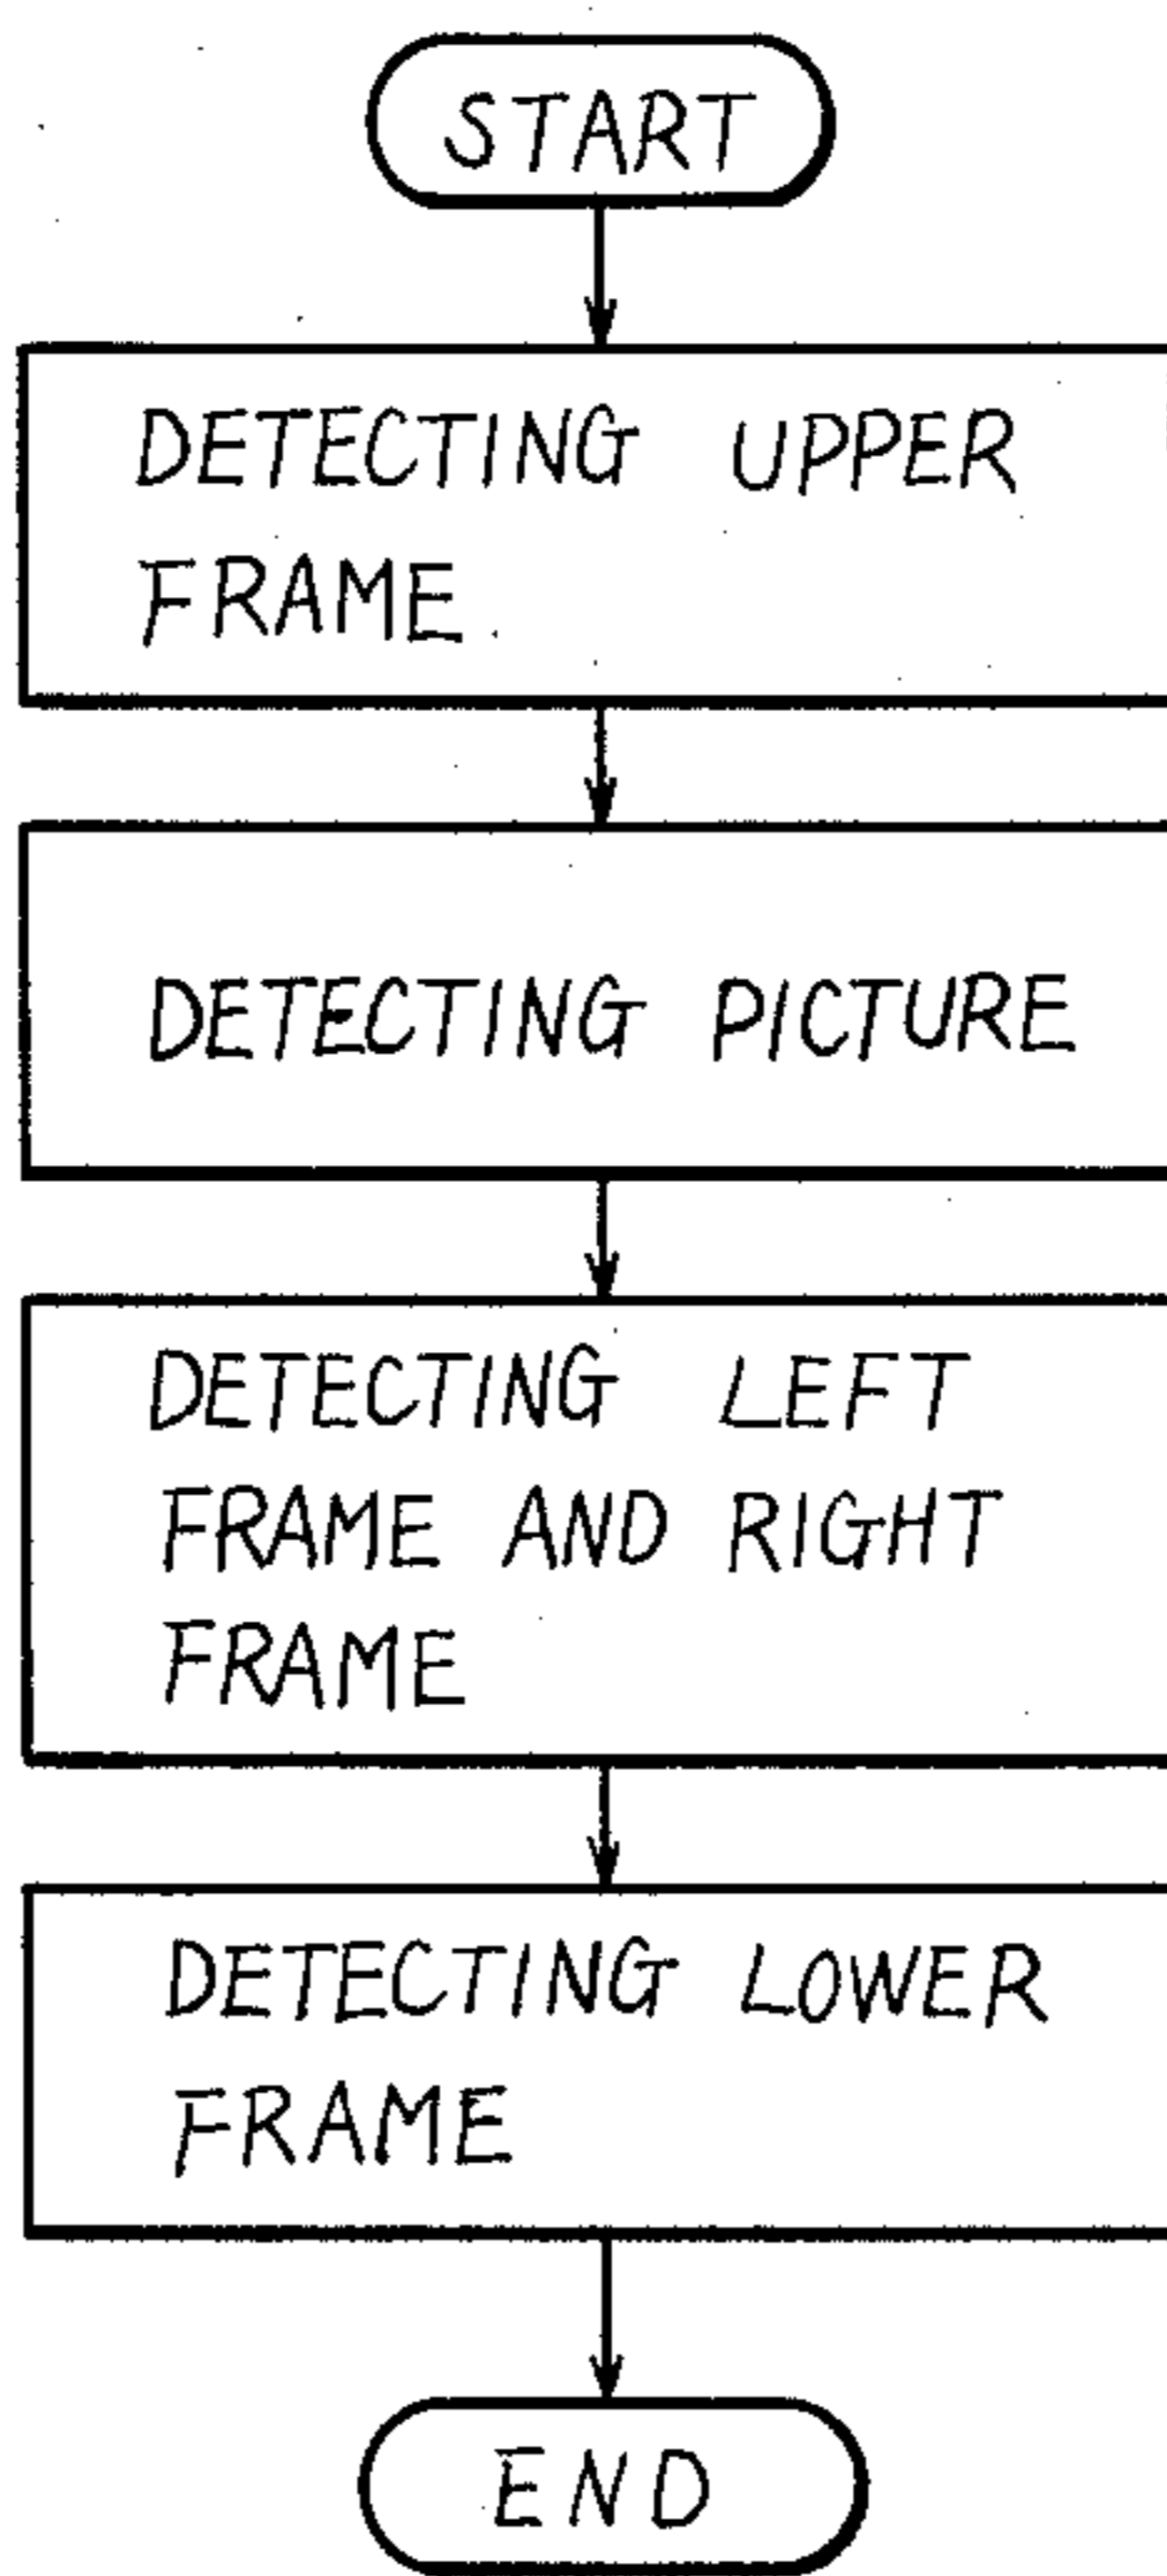 START
DETECTING UPPER
FRAME
DETECTING PICTURE
DETECTING LEFT
FRAME AND RIGHT
FRAME
DETECTING LOWER
FRAME
END